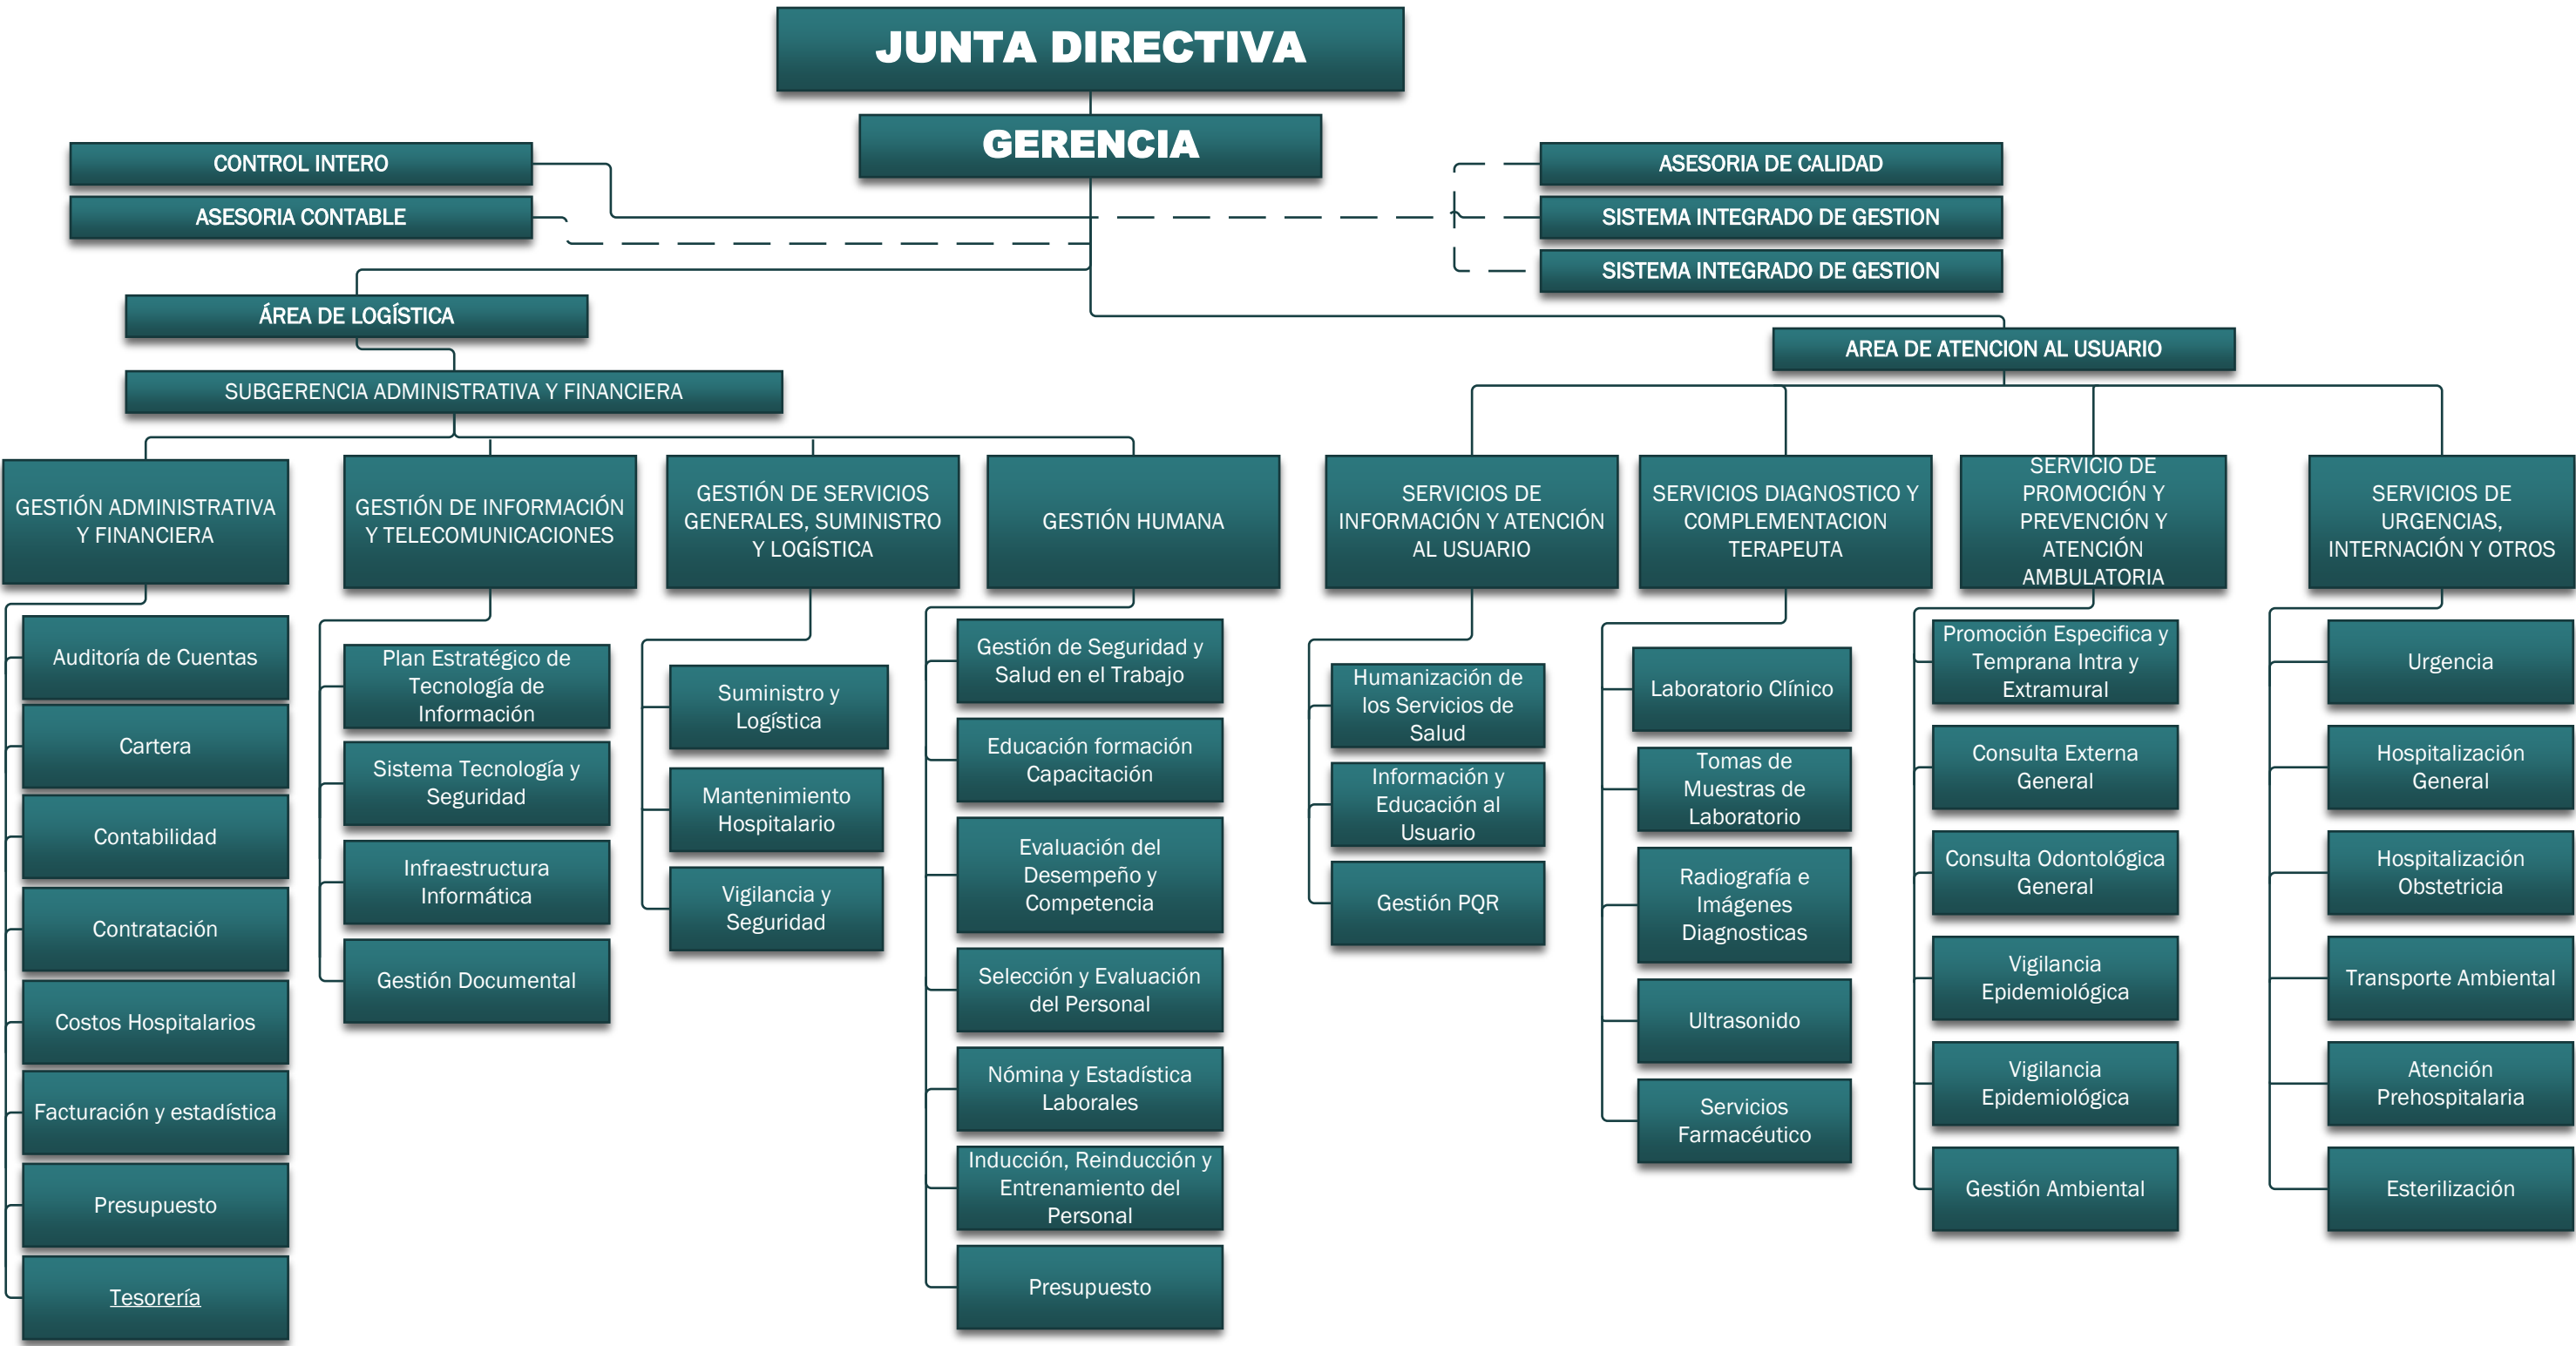 JUNTA DIRECTIVA
GERENCIA
CONTROL INTERO
ASESORIA CONTABLE
ASESORIA DE CALIDAD
SISTEMA INTEGRADO DE GESTION
SISTEMA INTEGRADO DE GESTION
ÁREA DE LOGÍSTICA
AREA DE ATENCION AL USUARIO
SUBGERENCIA ADMINISTRATIVA Y FINANCIERA
GESTIÓN ADMINISTRATIVA
Y FINANCIERA
GESTIÓN DE INFORMACIÓN
Y TELECOMUNICACIONES
GESTIÓN DE SERVICIOS
GENERALES, SUMINISTRO
Y LOGÍSTICA
GESTIÓN HUMANA
SERVICIOS DE
INFORMACIÓN Y ATENCIÓN
AL USUARIO
SERVICIOS DIAGNOSTICO Y
COMPLEMENTACION
TERAPEUTA
SERVICIO DE
PROMOCIÓN Y
PREVENCIÓN Y
ATENCIÓN
AMBULATORIA
SERVICIOS DE
URGENCIAS,
INTERNACIÓN Y OTROS
Auditoría de Cuentas
Cartera
Contabilidad
Contratación
Costos Hospitalarios
Facturación y estadística
Presupuesto
Tesorería
Plan Estratégico de
Tecnología de
Información
Sistema Tecnología y
Seguridad
Infraestructura
Informática
Gestión Documental
Suministro y
Logística
Mantenimiento
Hospitalario
Vigilancia y
Seguridad
Gestión de Seguridad y
Salud en el Trabajo
Educación formación
Capacitación
Evaluación del
Desempeño y
Competencia
Selección y Evaluación
del Personal
Nómina y Estadística
Laborales
Inducción, Reinducción y
Entrenamiento del
Personal
Presupuesto
Humanización de
los Servicios de
Salud
Información y
Educación al
Usuario
Gestión PQR
Laboratorio Clínico
Tomas de
Muestras de
Laboratorio
Radiografía e
Imágenes
Diagnosticas
Ultrasonido
Servicios
Farmacéutico
Promoción Especifica y
Temprana Intra y
Extramural
Consulta Externa
General
Consulta Odontológica
General
Vigilancia
Epidemiológica
Vigilancia
Epidemiológica
Gestión Ambiental
Urgencia
Hospitalización
General
Hospitalización
Obstetricia
Transporte Ambiental
Atención
Prehospitalaria
Esterilización